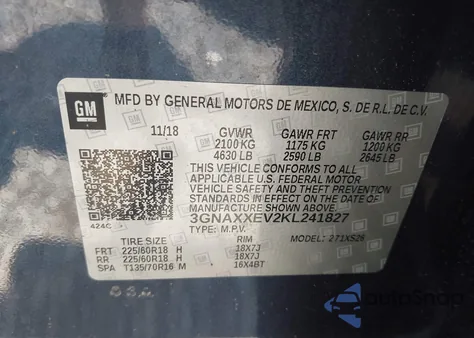 GM MFD BY GENERAL MOTORS DE MEXICO, S. DE R.L. DE C.V.
11/18 GVWR GAWR FRT GAWR RR
2100 KG 1175 KG 1200 KG
4630 LB 2590 LB 2645 LB
THIS VEHICLE CONFORMS TO ALL
APPLICABLE U.S. FEDERAL MOTOR
VEHICLE SAFETY AND THEFT PREVENTION
STANDARDS IN EFFECT ON THE DATE OF
MANUFACTURE SHOWN ABOVE.
3GNAXXEV2KL241827
TYPE: M.P.V. MODEL: 271XS26
424C
TIRE SIZE RIM
FRT 225/60R18 H 18X7J
RR 225/60R18 H 18X7J
SPA T135/70R16 M 16X4BT
AutoSnap